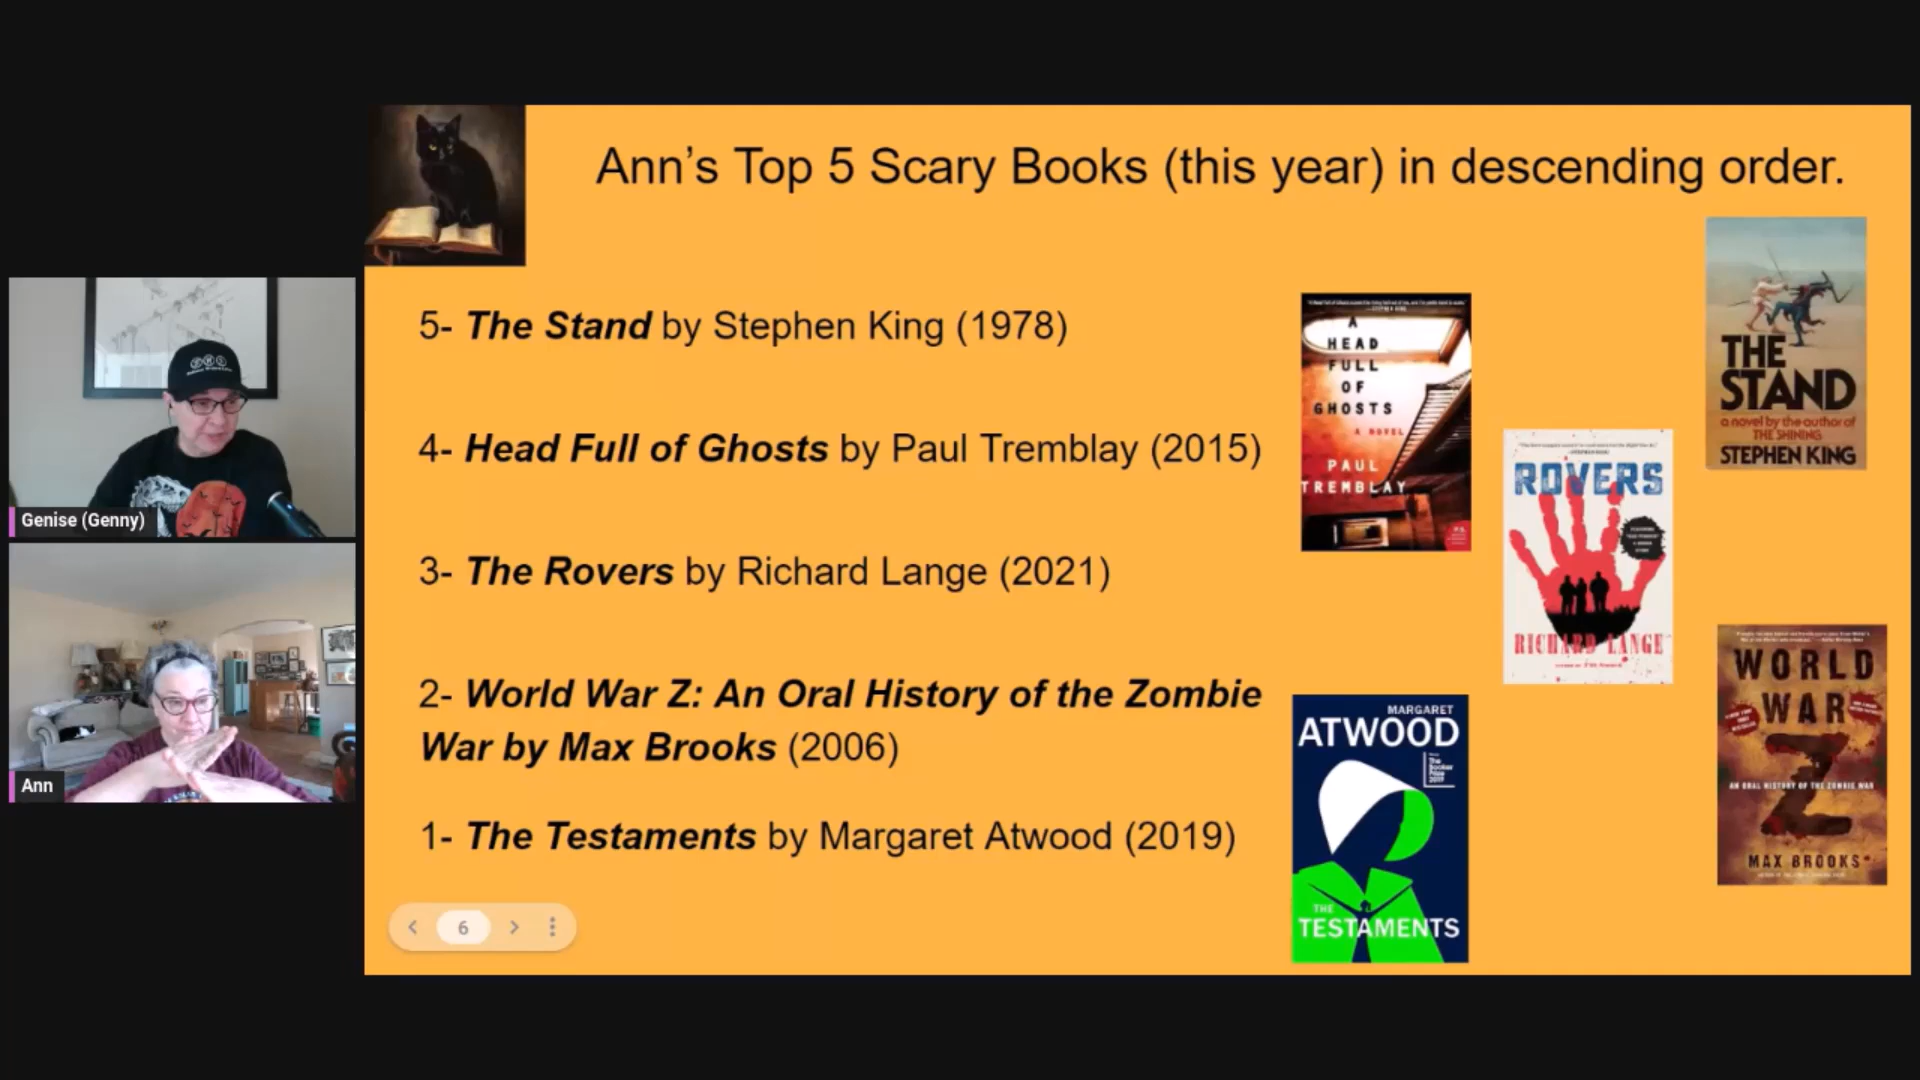 Ann's Top 5 Scary Books (this year) in descending order.
5- The Stand by Stephen King (1978)
4- Head Full of Ghosts by Paul Tremblay (2015)
3- The Rovers by Richard Lange (2021)
2- World War Z: An Oral History of the Zombie
War by Max Brooks (2006)
1- The Testaments by Margaret Atwood (2019)
6
A
HEAD
FULL
OF
GHOSTS
A NOVEL
PAUL
TREMBLAY
THE
STAND
a novel by the author of
THE SHINING
STEPHEN KING
ROVERS
RICHARD LANGE
MARGARET
ATWOOD
The
Booker
Prize
2019
THE
TESTAMENTS
WORLD
WAR
Z
AN ORAL HISTORY OF THE ZOMBIE WAR
MAX BROOKS
Genise (Genny)
Ann